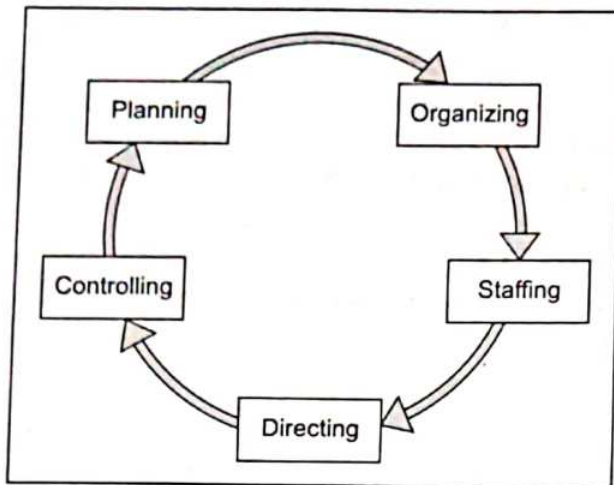 Planning
Organizing
Staffing
Directing
Controlling